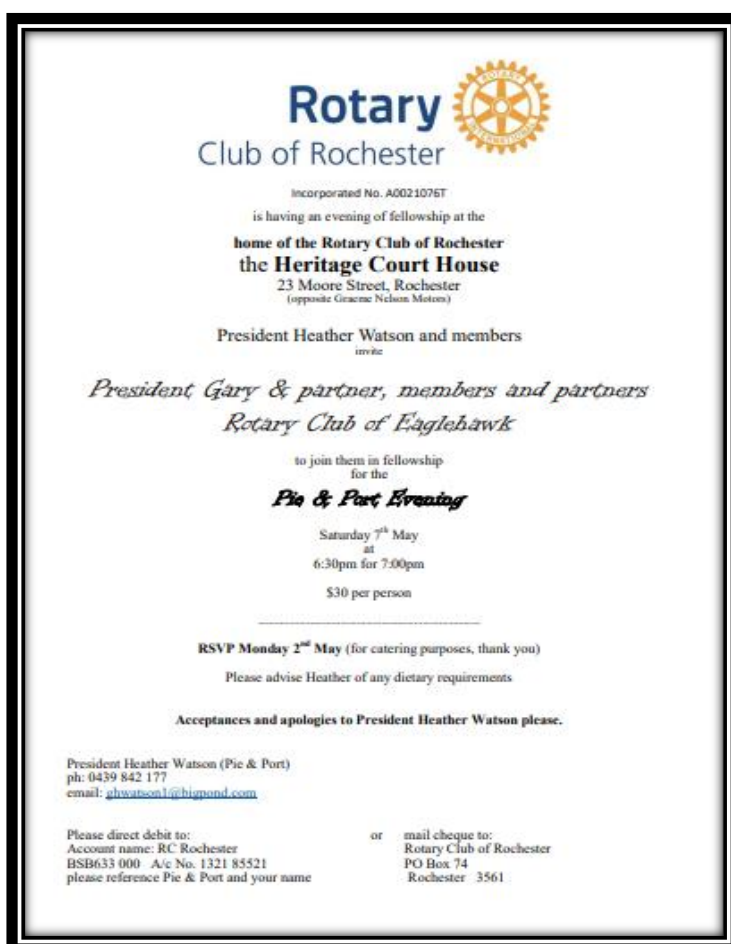 Rotary
Club of Rochester
ROTARY
INTERNATIONAL
Incorporated No. A0021076T
is having an evening of fellowship at the
home of the Rotary Club of Rochester
the Heritage Court House
23 Moore Street, Rochester
(opposite Graeme Nelson Motors)
President Heather Watson and members
invite
President Gary & partner, members and partners
Rotary Club of Eaglehawk
to join them in fellowship
for the
Pie & Port Evening
Saturday 7th May
at
6:30pm for 7:00pm
$30 per person
RSVP Monday 2nd May (for catering purposes, thank you)
Please advise Heather of any dietary requirements
Acceptances and apologies to President Heather Watson please.
President Heather Watson (Pie & Port)
ph: 0439 842 177
email: ghwatson1@bigpond.com
Please direct debit to:
Account name: RC Rochester
BSB633 000 A/c No. 1321 85521
please reference Pie & Port and your name
or
mail cheque to:
Rotary Club of Rochester
PO Box 74
Rochester 3561